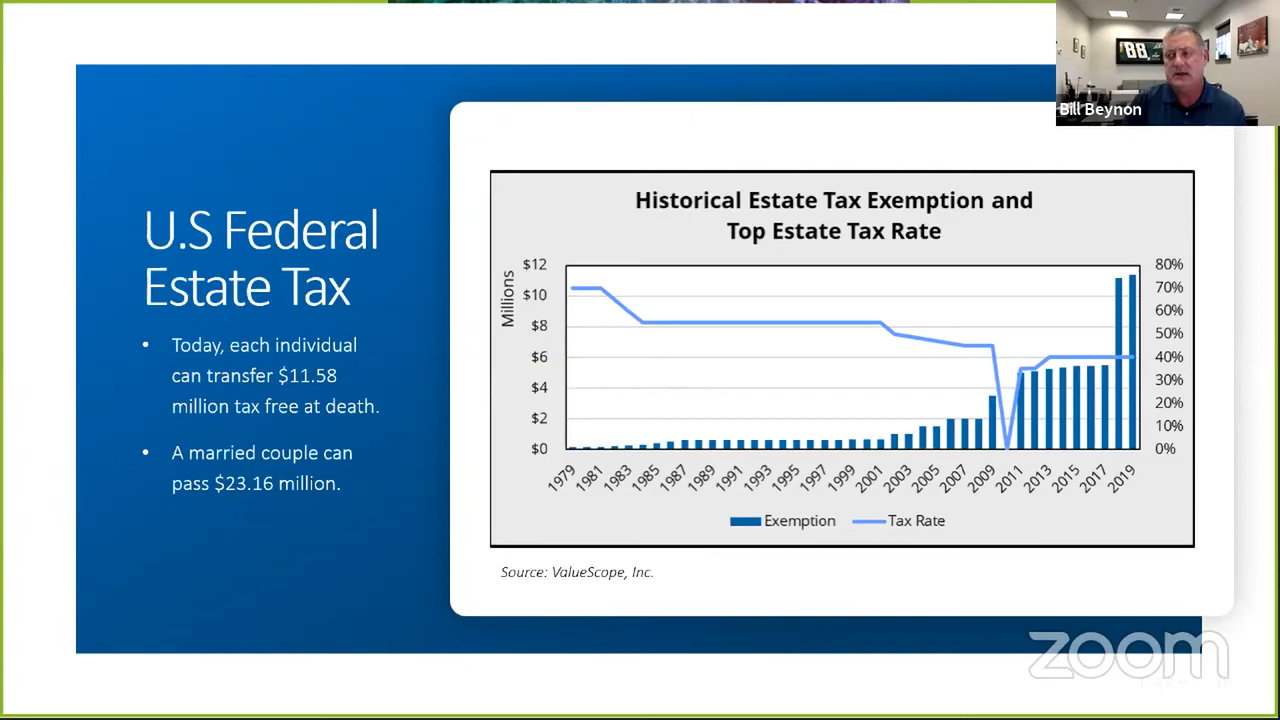 88
Bill Beynon
U.S Federal
Estate Tax
• Today, each individual
can transfer $11.58
million tax free at death.
• A married couple can
pass $23.16 million.
Historical Estate Tax Exemption and
Top Estate Tax Rate
Millions
$12
$10
$8
$6
$4
$2
$0
80%
70%
60%
50%
40%
30%
20%
10%
0%
1979 1981 1983 1985 1987 1989 1991 1993 1995 1997 1999 2001 2003 2005 2007 2009 2011 2013 2015 2017 2019
Exemption Tax Rate
Source: ValueScope, Inc.
zoom